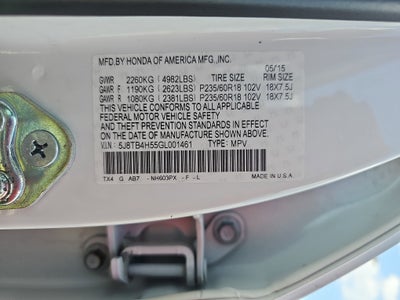 MFD.BY HONDA OF AMERICA MFG.,INC. 05/15
GVWR 2260KG (4982LBS) TIRE SIZE RIM SIZE
GAWR F 1190KG (2623LBS) P235/60R18 102V 18X7.5J
GAWR R 1080KG (2381LBS) P235/60R18 102V 18X7.5J
THIS VEHICLE CONFORMS TO ALL APPLICABLE
FEDERAL MOTOR VEHICLE SAFETY
AND THEFT PREVENTION STANDARDS IN EFFECT
ON THE DATE OF MANUFACTURE SHOWN ABOVE.
V.I.N.: 5J8TB4H55GL001461 TYPE: MPV
TX4 G AB7 -NH603PX -F -L MADE IN U.S.A.